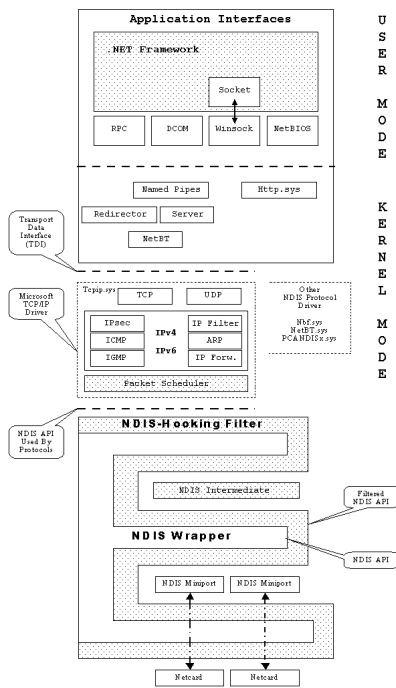 Application Interfaces
.NET Framework
Socket
RPC
DCOM
Winsock
NetBIOS
USER MODE
Named Pipes
Http.sys
Redirector
Server
NetBT
Transport
Data
Interface
(TDI)
KERNEL MODE
Microsoft
TCP/IP
Driver
Tcpip.sys
TCP
UDP
IPsec
ICMP
IGMP
IPv4
IPv6
IP Filter
ARP
IP Forw.
Packet Scheduler
Other
NDIS Protocol
Driver
Nbf.sys
NetBT.sys
PCANDISx.sys
NDIS API
Used By
Protocols
NDIS-Hooking Filter
NDIS Intermediate
Filtered
NDIS API
NDIS Wrapper
NDIS API
NDIS Miniport
NDIS Miniport
Netcard
Netcard